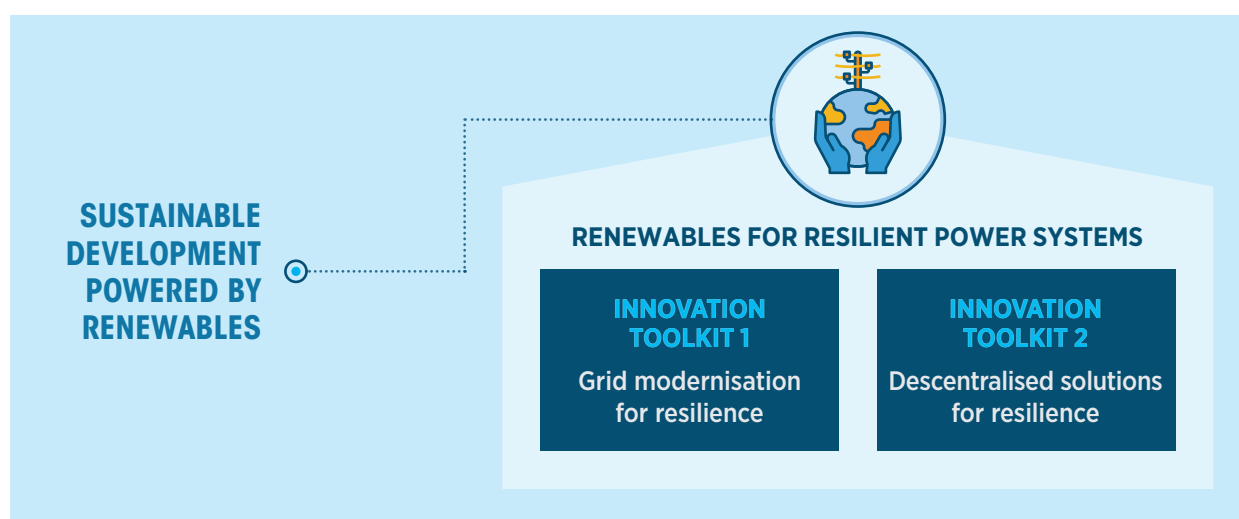 SUSTAINABLE
DEVELOPMENT
POWERED BY
RENEWABLES
RENEWABLES FOR RESILIENT POWER SYSTEMS
INNOVATION
TOOLKIT 1
Grid modernisation
for resilience
INNOVATION
TOOLKIT 2
Descentralised solutions
for resilience